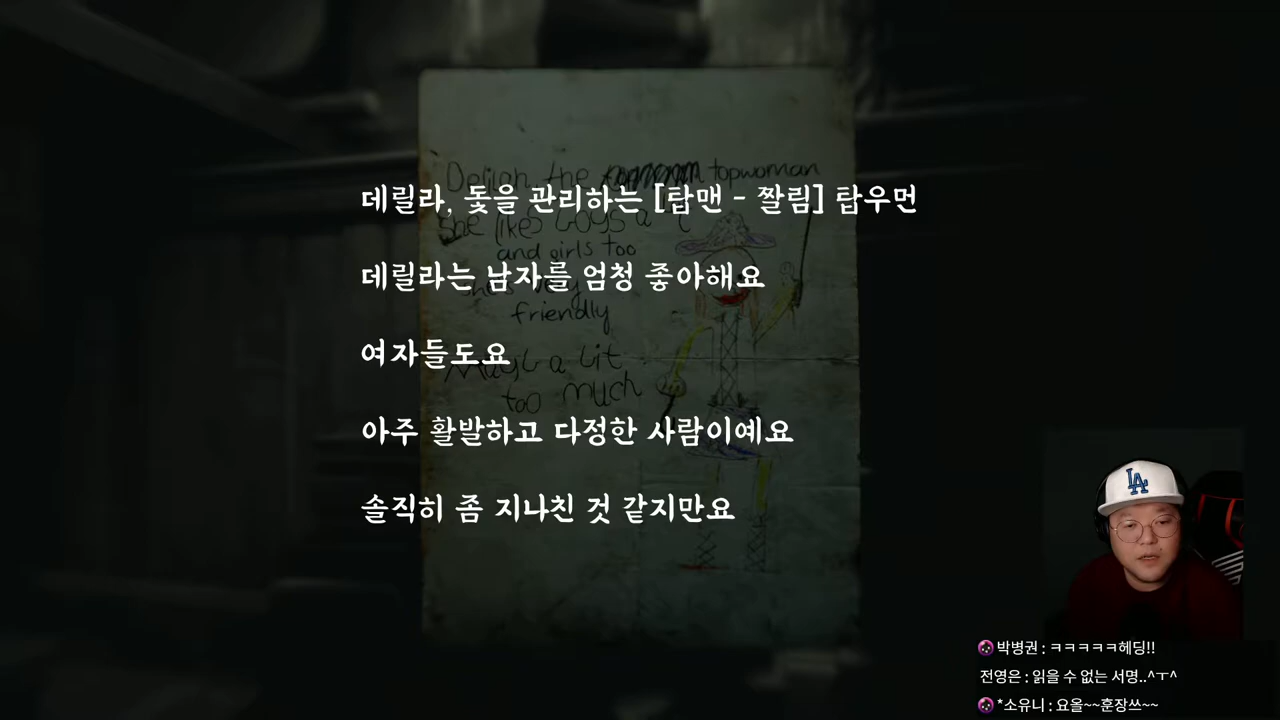 데릴라, 돛을 관리하는 [탑맨 - 짤림] 탑우먼
데릴라는 남자를 엄청 좋아해요
여자들도요
아주 활발하고 다정한 사람이예요
솔직히 좀 지나친 것 같지만요
Delilah the topwoman
she likes boys a
and girls too
she's very
friendly
Maybe a bit
too much
LA
박병권 : ㅋㅋㅋㅋㅋ헤딩!!
전영은 : 읽을 수 없는 서명..^ㅜ^
*소유니 : 요올~~훈장쓰~~